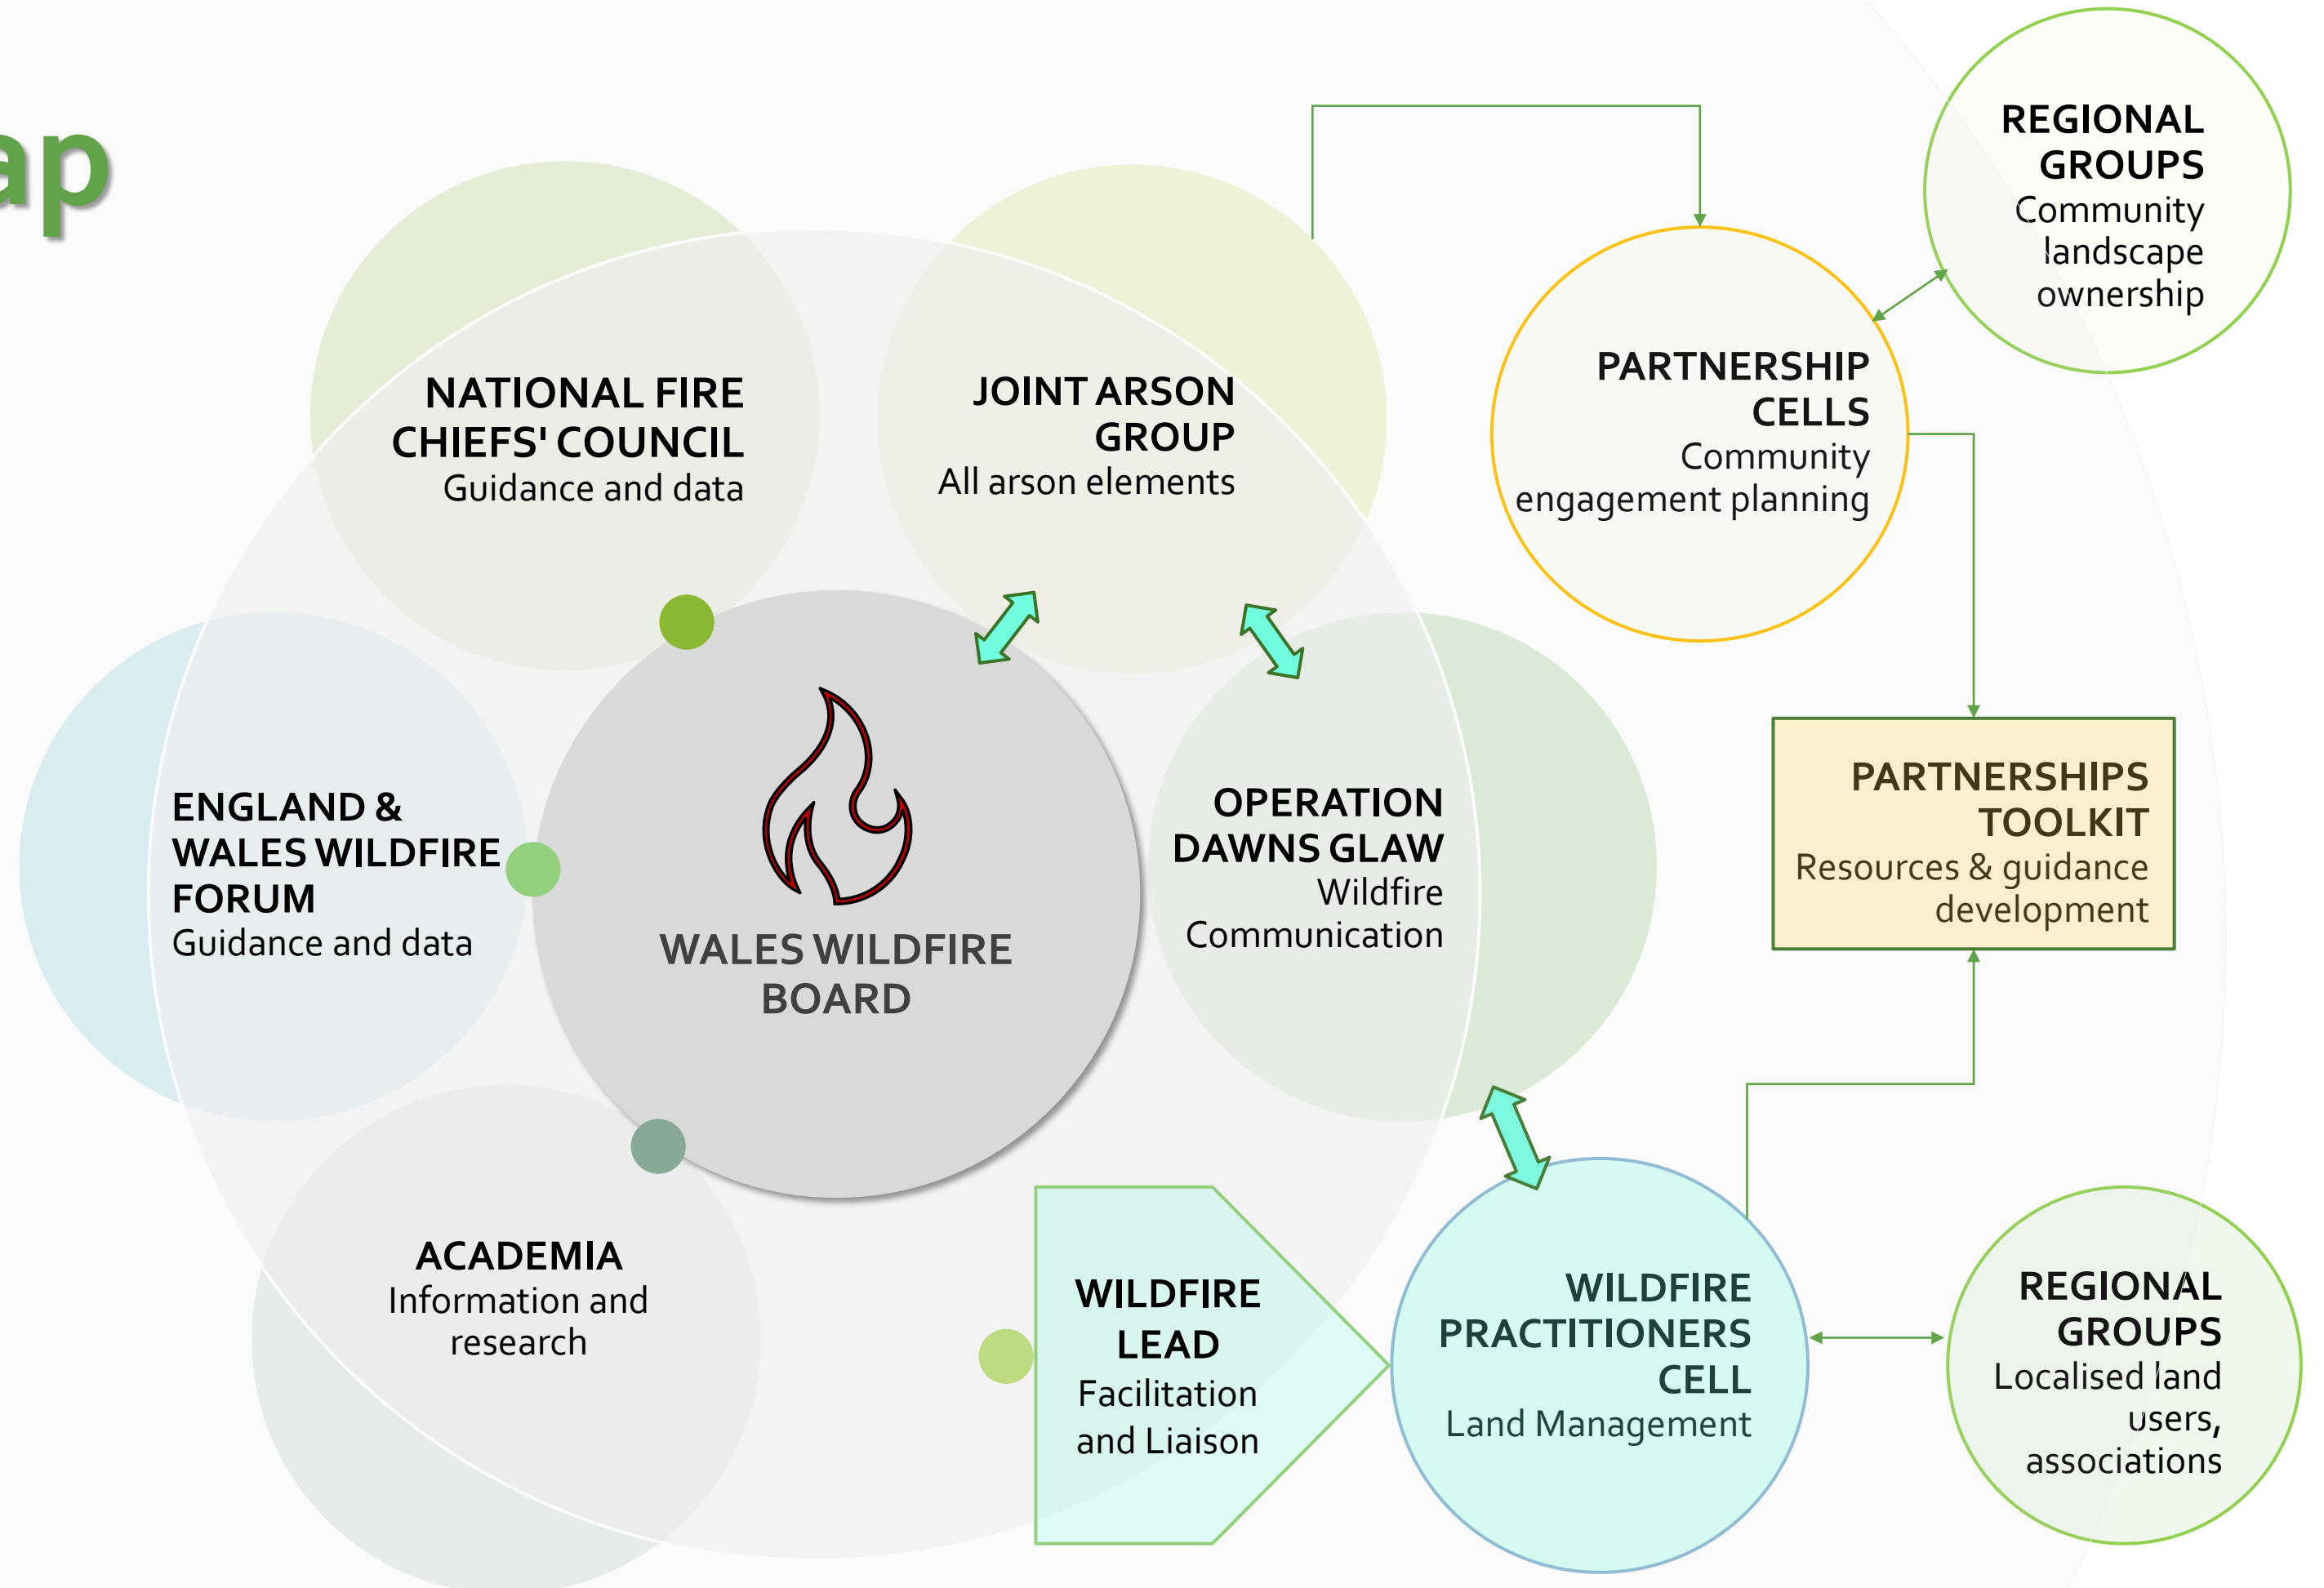 ap
REGIONAL
GROUPS
Community
landscape
ownership
NATIONAL FIRE
CHIEFS' COUNCIL
Guidance and data
JOINT ARSON
GROUP
All arson elements
PARTNERSHIP
CELLS
Community
engagement planning
ENGLAND &
WALES WILDFIRE
FORUM
Guidance and data
WALES WILDFIRE
BOARD
OPERATION
DAWNS GLAW
Wildfire
Communication
PARTNERSHIPS
TOOLKIT
Resources & guidance
development
ACADEMIA
Information and
research
WILDFIRE
LEAD
Facilitation
and Liaison
WILDFIRE
PRACTITIONERS
CELL
Land Management
REGIONAL
GROUPS
Localised land
users,
associations